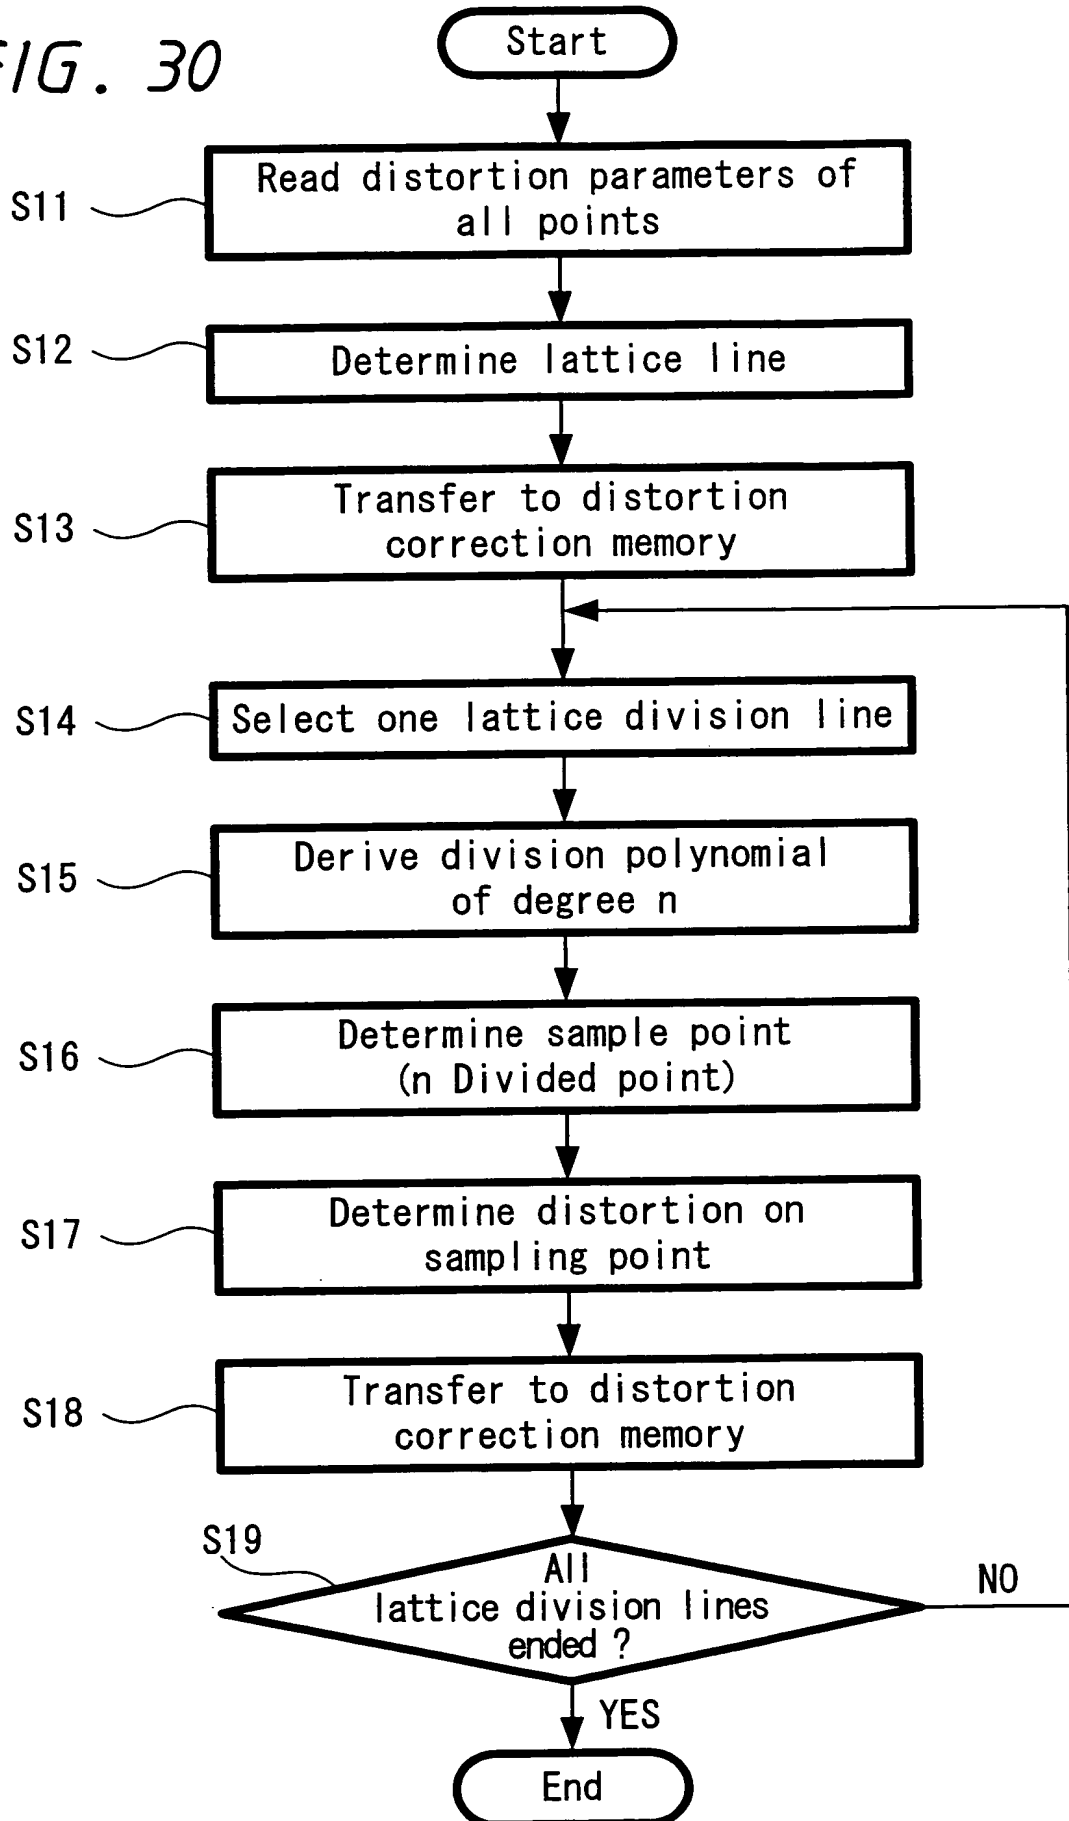 FIG. 30
Start
S11
Read distortion parameters of
all points
S12
Determine lattice line
S13
Transfer to distortion
correction memory
S14
Select one lattice division line
S15
Derive division polynomial
of degree n
S16
Determine sample point
(n Divided point)
S17
Determine distortion on
sampling point
S18
Transfer to distortion
correction memory
S19
All
lattice division lines
ended ?
NO
YES
End